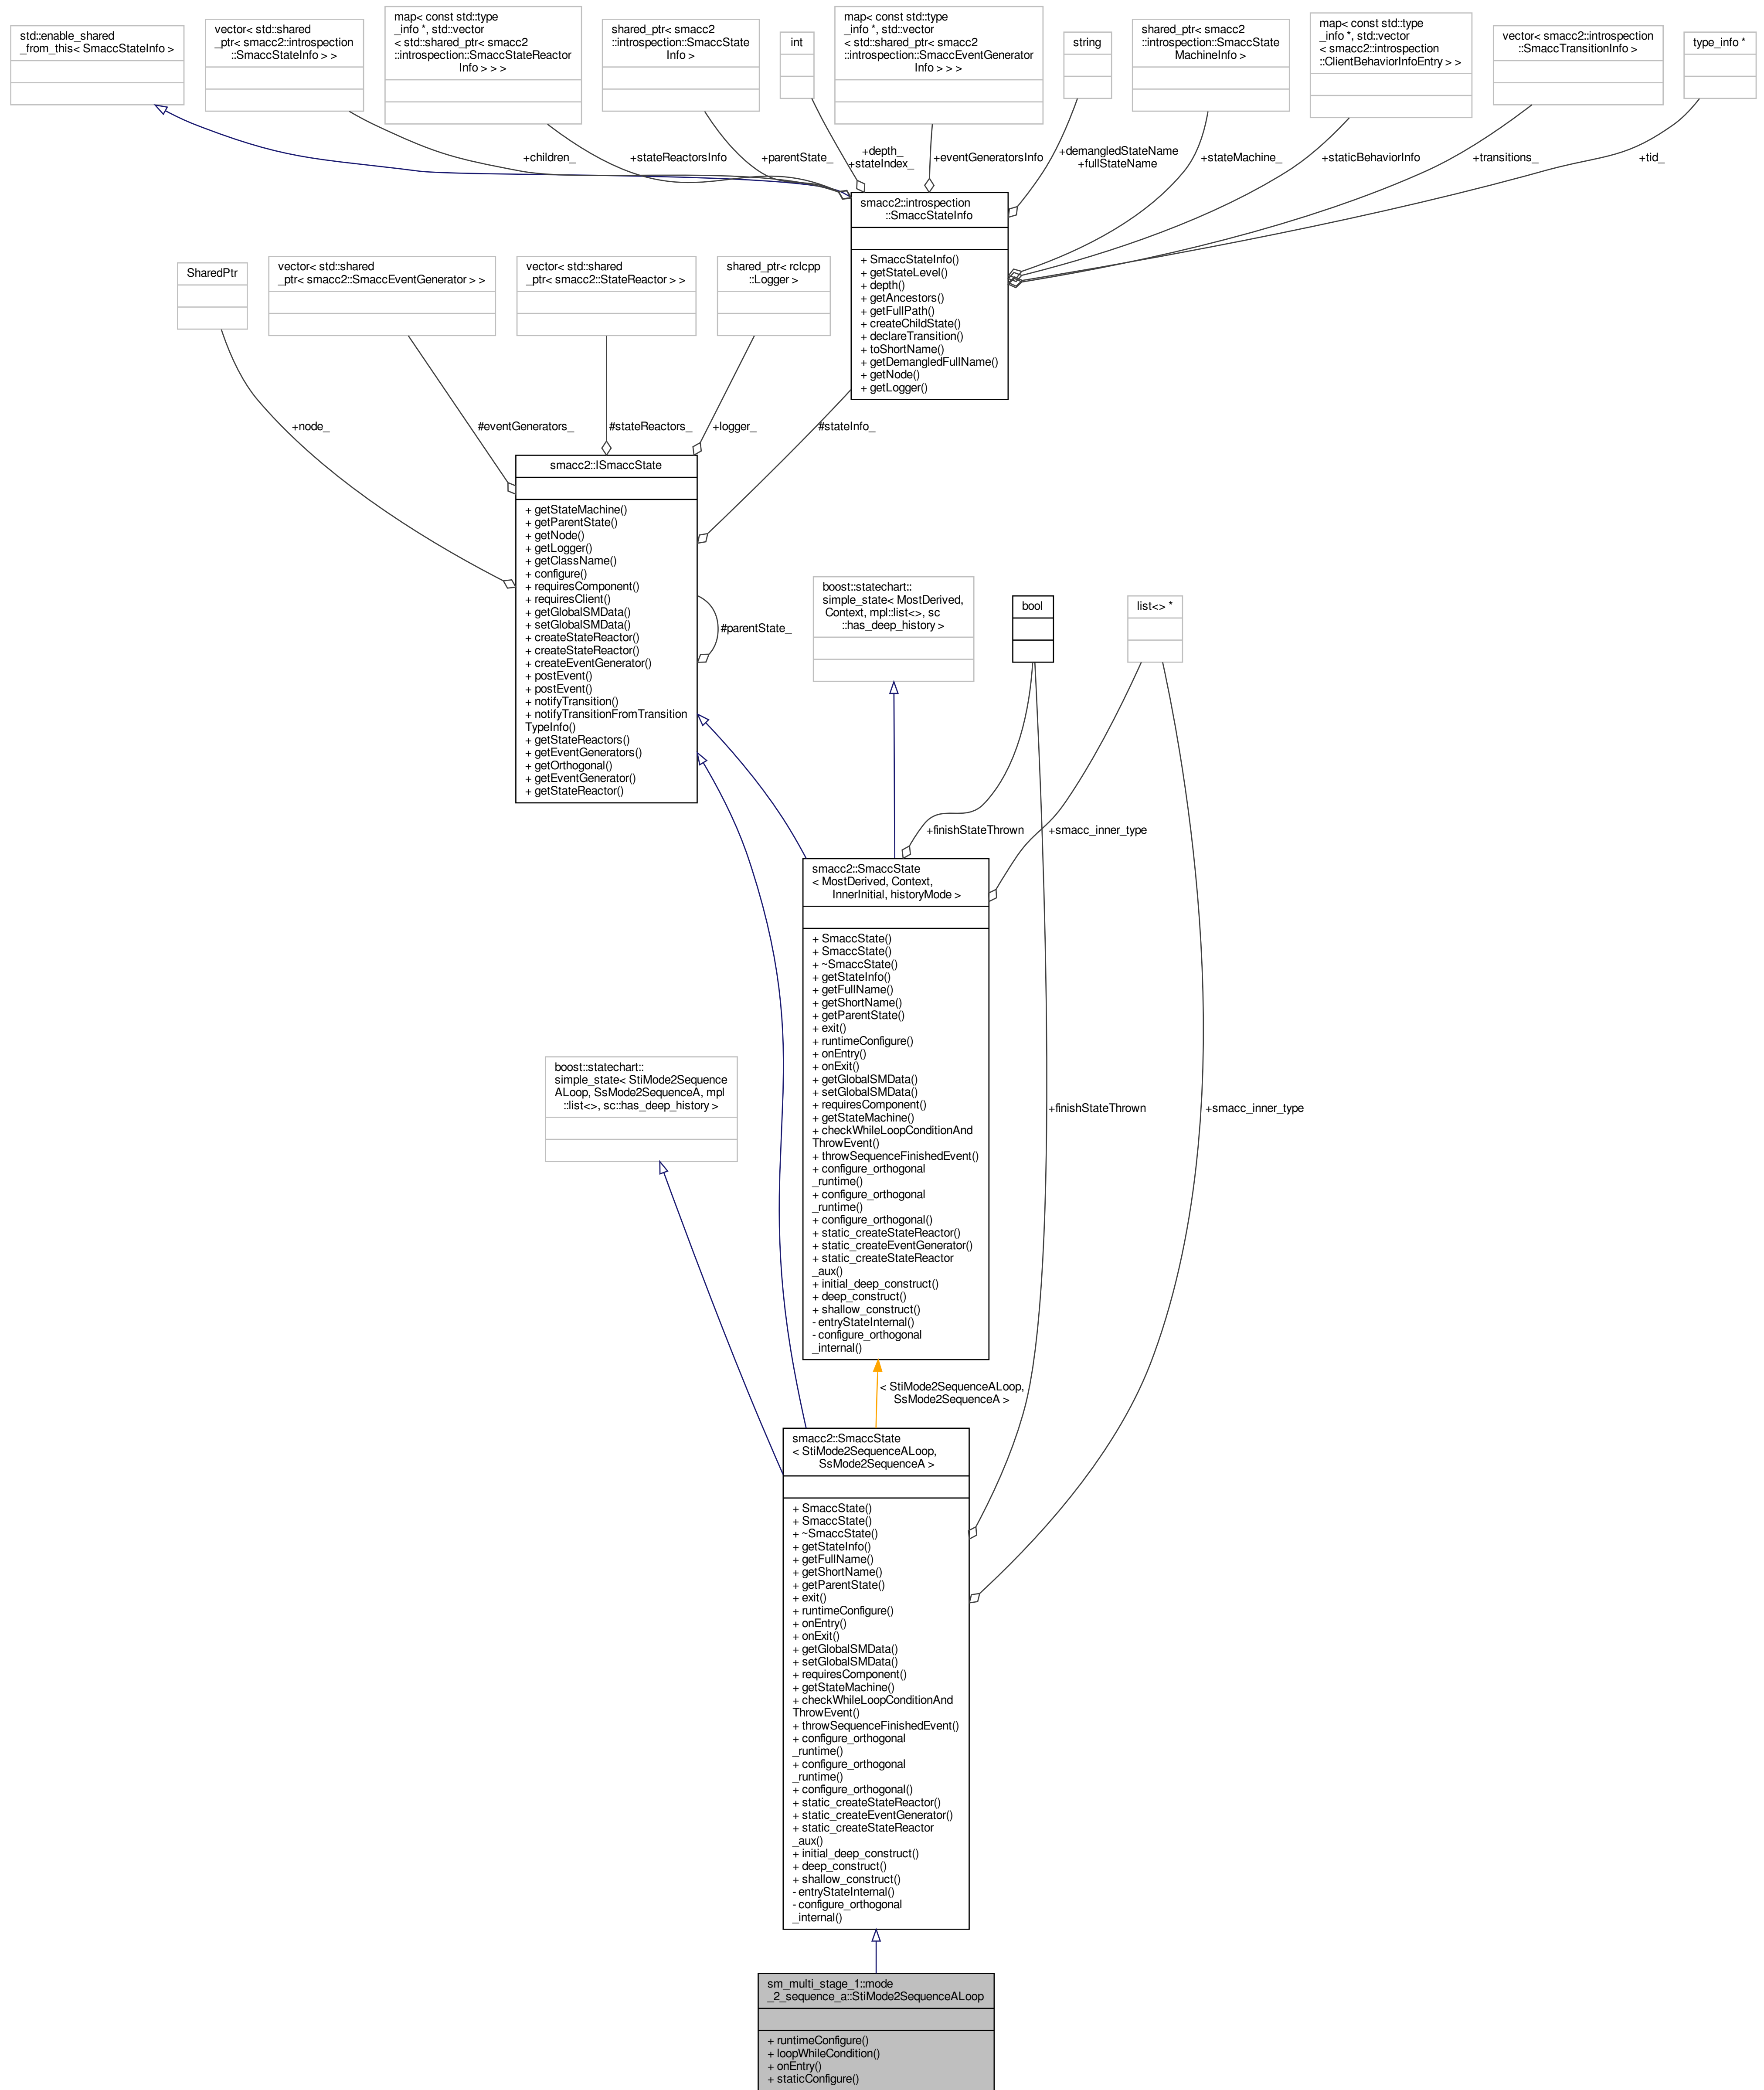 std::enable_shared
_from_this< SmaccStateInfo >
vector< std::shared
_ptr< smacc2::introspection
::SmaccStateInfo > >
map< const std::type
_info *, std::vector
< std::shared_ptr< smacc2
::introspection::SmaccStateReactor
Info > > >
shared_ptr< smacc2
::introspection::SmaccState
Info >
int
map< const std::type
_info *, std::vector
< std::shared_ptr< smacc2
::introspection::SmaccEventGenerator
Info > > >
string
shared_ptr< smacc2
::introspection::SmaccState
MachineInfo >
map< const std::type
_info *, std::vector
< smacc2::introspection
::ClientBehaviorInfoEntry > >
vector< smacc2::introspection
::SmaccTransitionInfo >
type_info *
+children_
+stateReactorsInfo
+parentState_
+depth_
+stateIndex_
+eventGeneratorsInfo
+demangledStateName
+fullStateName
+stateMachine_
+staticBehaviorInfo
+transitions_
+tid_
smacc2::introspection
::SmaccStateInfo
+ SmaccStateInfo()
+ getStateLevel()
+ depth()
+ getAncestors()
+ getFullPath()
+ createChildState()
+ declareTransition()
+ toShortName()
+ getDemangledFullName()
+ getNode()
+ getLogger()
SharedPtr
vector< std::shared
_ptr< smacc2::SmaccEventGenerator > >
vector< std::shared
_ptr< smacc2::StateReactor > >
shared_ptr< rclcpp
::Logger >
+node_
#eventGenerators_
#stateReactors_
+logger_
#stateInfo_
smacc2::ISmaccState
+ getStateMachine()
+ getParentState()
+ getNode()
+ getLogger()
+ getClassName()
+ configure()
+ requiresComponent()
+ requiresClient()
+ getGlobalSMData()
+ setGlobalSMData()
+ createStateReactor()
+ createStateReactor()
+ createEventGenerator()
+ postEvent()
+ postEvent()
+ notifyTransition()
+ notifyTransitionFromTransition
TypeInfo()
+ getStateReactors()
+ getEventGenerators()
+ getOrthogonal()
+ getEventGenerator()
+ getStateReactor()
#parentState_
boost::statechart::
simple_state< MostDerived,
Context, mpl::list<>, sc
::has_deep_history >
bool
list<> *
+finishStateThrown
+smacc_inner_type
smacc2::SmaccState
< MostDerived, Context,
InnerInitial, historyMode >
+ SmaccState()
+ SmaccState()
+ ~SmaccState()
+ getStateInfo()
+ getFullName()
+ getShortName()
+ getParentState()
+ exit()
+ runtimeConfigure()
+ onEntry()
+ onExit()
+ getGlobalSMData()
+ setGlobalSMData()
+ requiresComponent()
+ getStateMachine()
+ checkWhileLoopConditionAnd
ThrowEvent()
+ throwSequenceFinishedEvent()
+ configure_orthogonal
_runtime()
+ configure_orthogonal
_runtime()
+ configure_orthogonal()
+ static_createStateReactor()
+ static_createEventGenerator()
+ static_createStateReactor
_aux()
+ initial_deep_construct()
+ deep_construct()
+ shallow_construct()
- entryStateInternal()
- configure_orthogonal
_internal()
boost::statechart::
simple_state< StiMode2Sequence
ALoop, SsMode2SequenceA, mpl
::list<>, sc::has_deep_history >
+finishStateThrown
+smacc_inner_type
< StiMode2SequenceALoop,
SsMode2SequenceA >
smacc2::SmaccState
< StiMode2SequenceALoop,
SsMode2SequenceA >
+ SmaccState()
+ SmaccState()
+ ~SmaccState()
+ getStateInfo()
+ getFullName()
+ getShortName()
+ getParentState()
+ exit()
+ runtimeConfigure()
+ onEntry()
+ onExit()
+ getGlobalSMData()
+ setGlobalSMData()
+ requiresComponent()
+ getStateMachine()
+ checkWhileLoopConditionAnd
ThrowEvent()
+ throwSequenceFinishedEvent()
+ configure_orthogonal
_runtime()
+ configure_orthogonal
_runtime()
+ configure_orthogonal()
+ static_createStateReactor()
+ static_createEventGenerator()
+ static_createStateReactor
_aux()
+ initial_deep_construct()
+ deep_construct()
+ shallow_construct()
- entryStateInternal()
- configure_orthogonal
_internal()
sm_multi_stage_1::mode
_2_sequence_a::StiMode2SequenceALoop
+ runtimeConfigure()
+ loopWhileCondition()
+ onEntry()
+ staticConfigure()